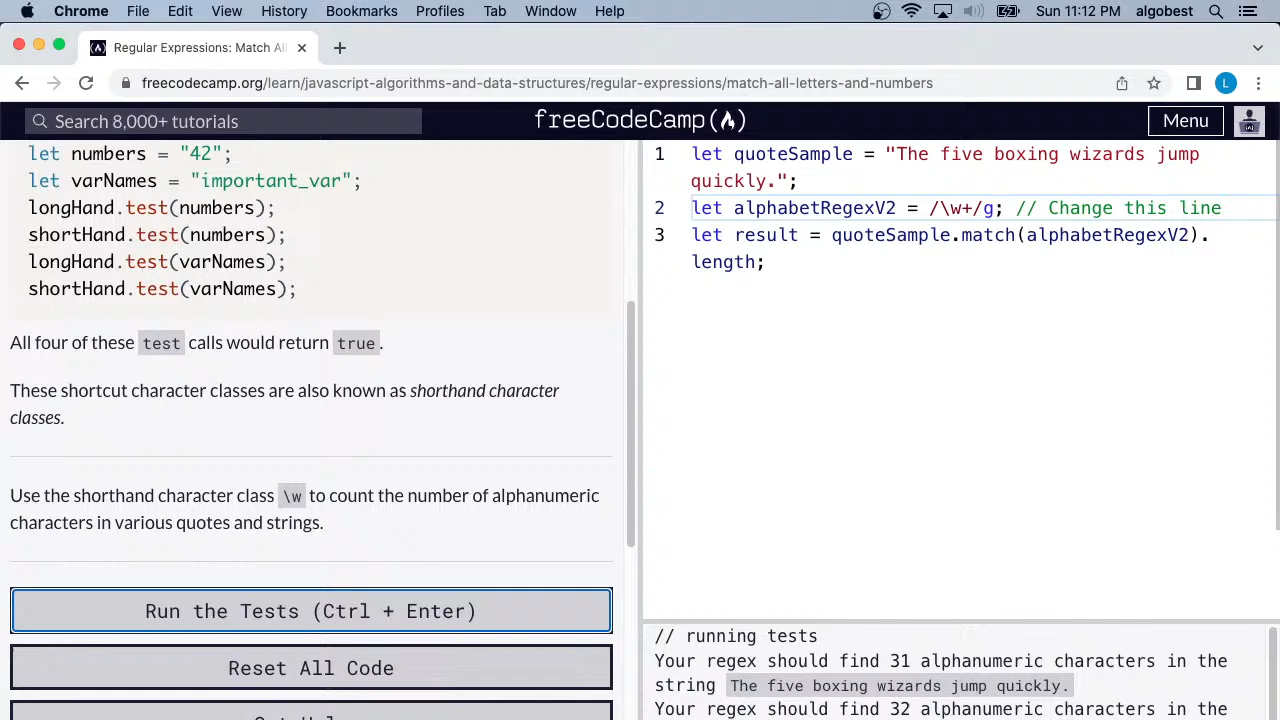 Chrome File Edit View History Bookmarks Profiles Tab Window Help Sun 11:12 PM algobest
Regular Expressions: Match All
freecodecamp.org/learn/javascript-algorithms-and-data-structures/regular-expressions/match-all-letters-and-numbers L
Search 8,000+ tutorials freeCodeCamp Menu
let numbers = "42";
let varNames = "important_var";
longHand.test(numbers);
shortHand.test(numbers);
longHand.test(varNames);
shortHand.test(varNames);
All four of these test calls would return true.
These shortcut character classes are also known as shorthand character
classes.
Use the shorthand character class \w to count the number of alphanumeric
characters in various quotes and strings.
Run the Tests (Ctrl + Enter)
Reset All Code
1 let quoteSample = "The five boxing wizards jump
quickly.";
2 let alphabetRegexV2 = /\w+/g; // Change this line
3 let result = quoteSample.match(alphabetRegexV2).
length;
// running tests
Your regex should find 31 alphanumeric characters in the
string The five boxing wizards jump quickly.
Your regex should find 32 alphanumeric characters in the